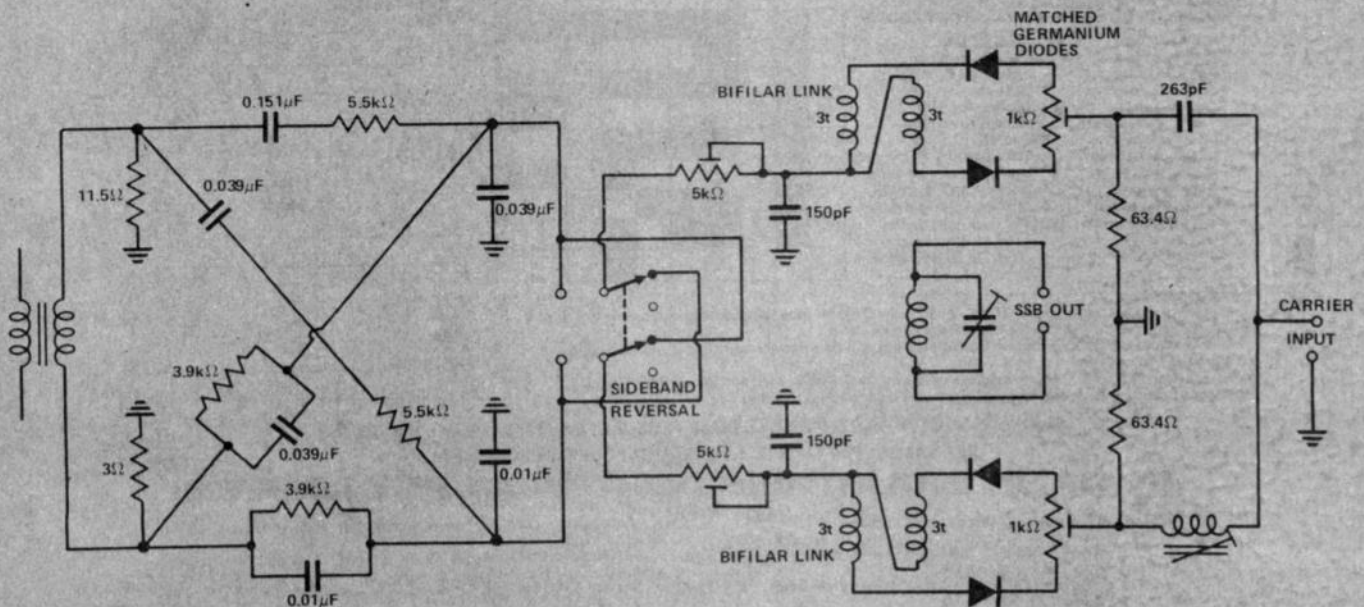 MATCHED
GERMANIUM
DIODES
BIFILAR LINK
263pF
0.151μF
5.5kΩ
3t
3t
1kΩ
11.5Ω
0.039μF
0.039μF
5kΩ
150pF
63.4Ω
SSB OUT
CARRIER
INPUT
3.9kΩ
SIDEBAND
REVERSAL
5.5kΩ
3Ω
0.039μF
0.01μF
150pF
63.4Ω
5kΩ
3.9kΩ
3t
3t
1kΩ
BIFILAR LINK
0.01μF